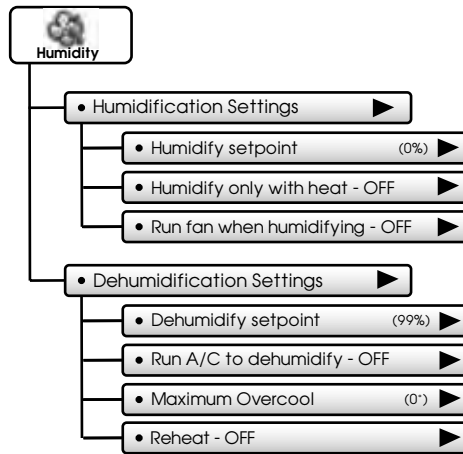 Humidity
• Humidification Settings
• Humidify setpoint (0%)
• Humidify only with heat - OFF
• Run fan when humidifying - OFF
• Dehumidification Settings
• Dehumidify setpoint (99%)
• Run A/C to dehumidify - OFF
• Maximum Overcool (0°)
• Reheat - OFF